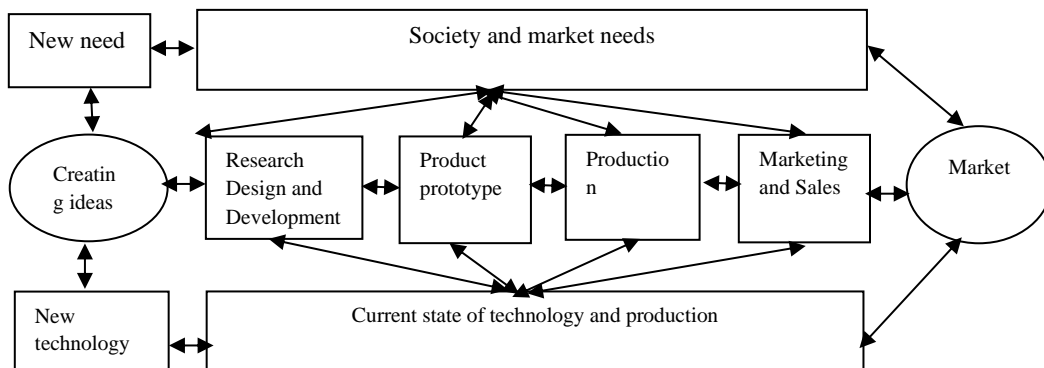 New need
Society and market needs
Creatin
g ideas
Research
Design and
Development
Product
prototype
Productio
n
Marketing
and Sales
Market
New
technology
Current state of technology and production